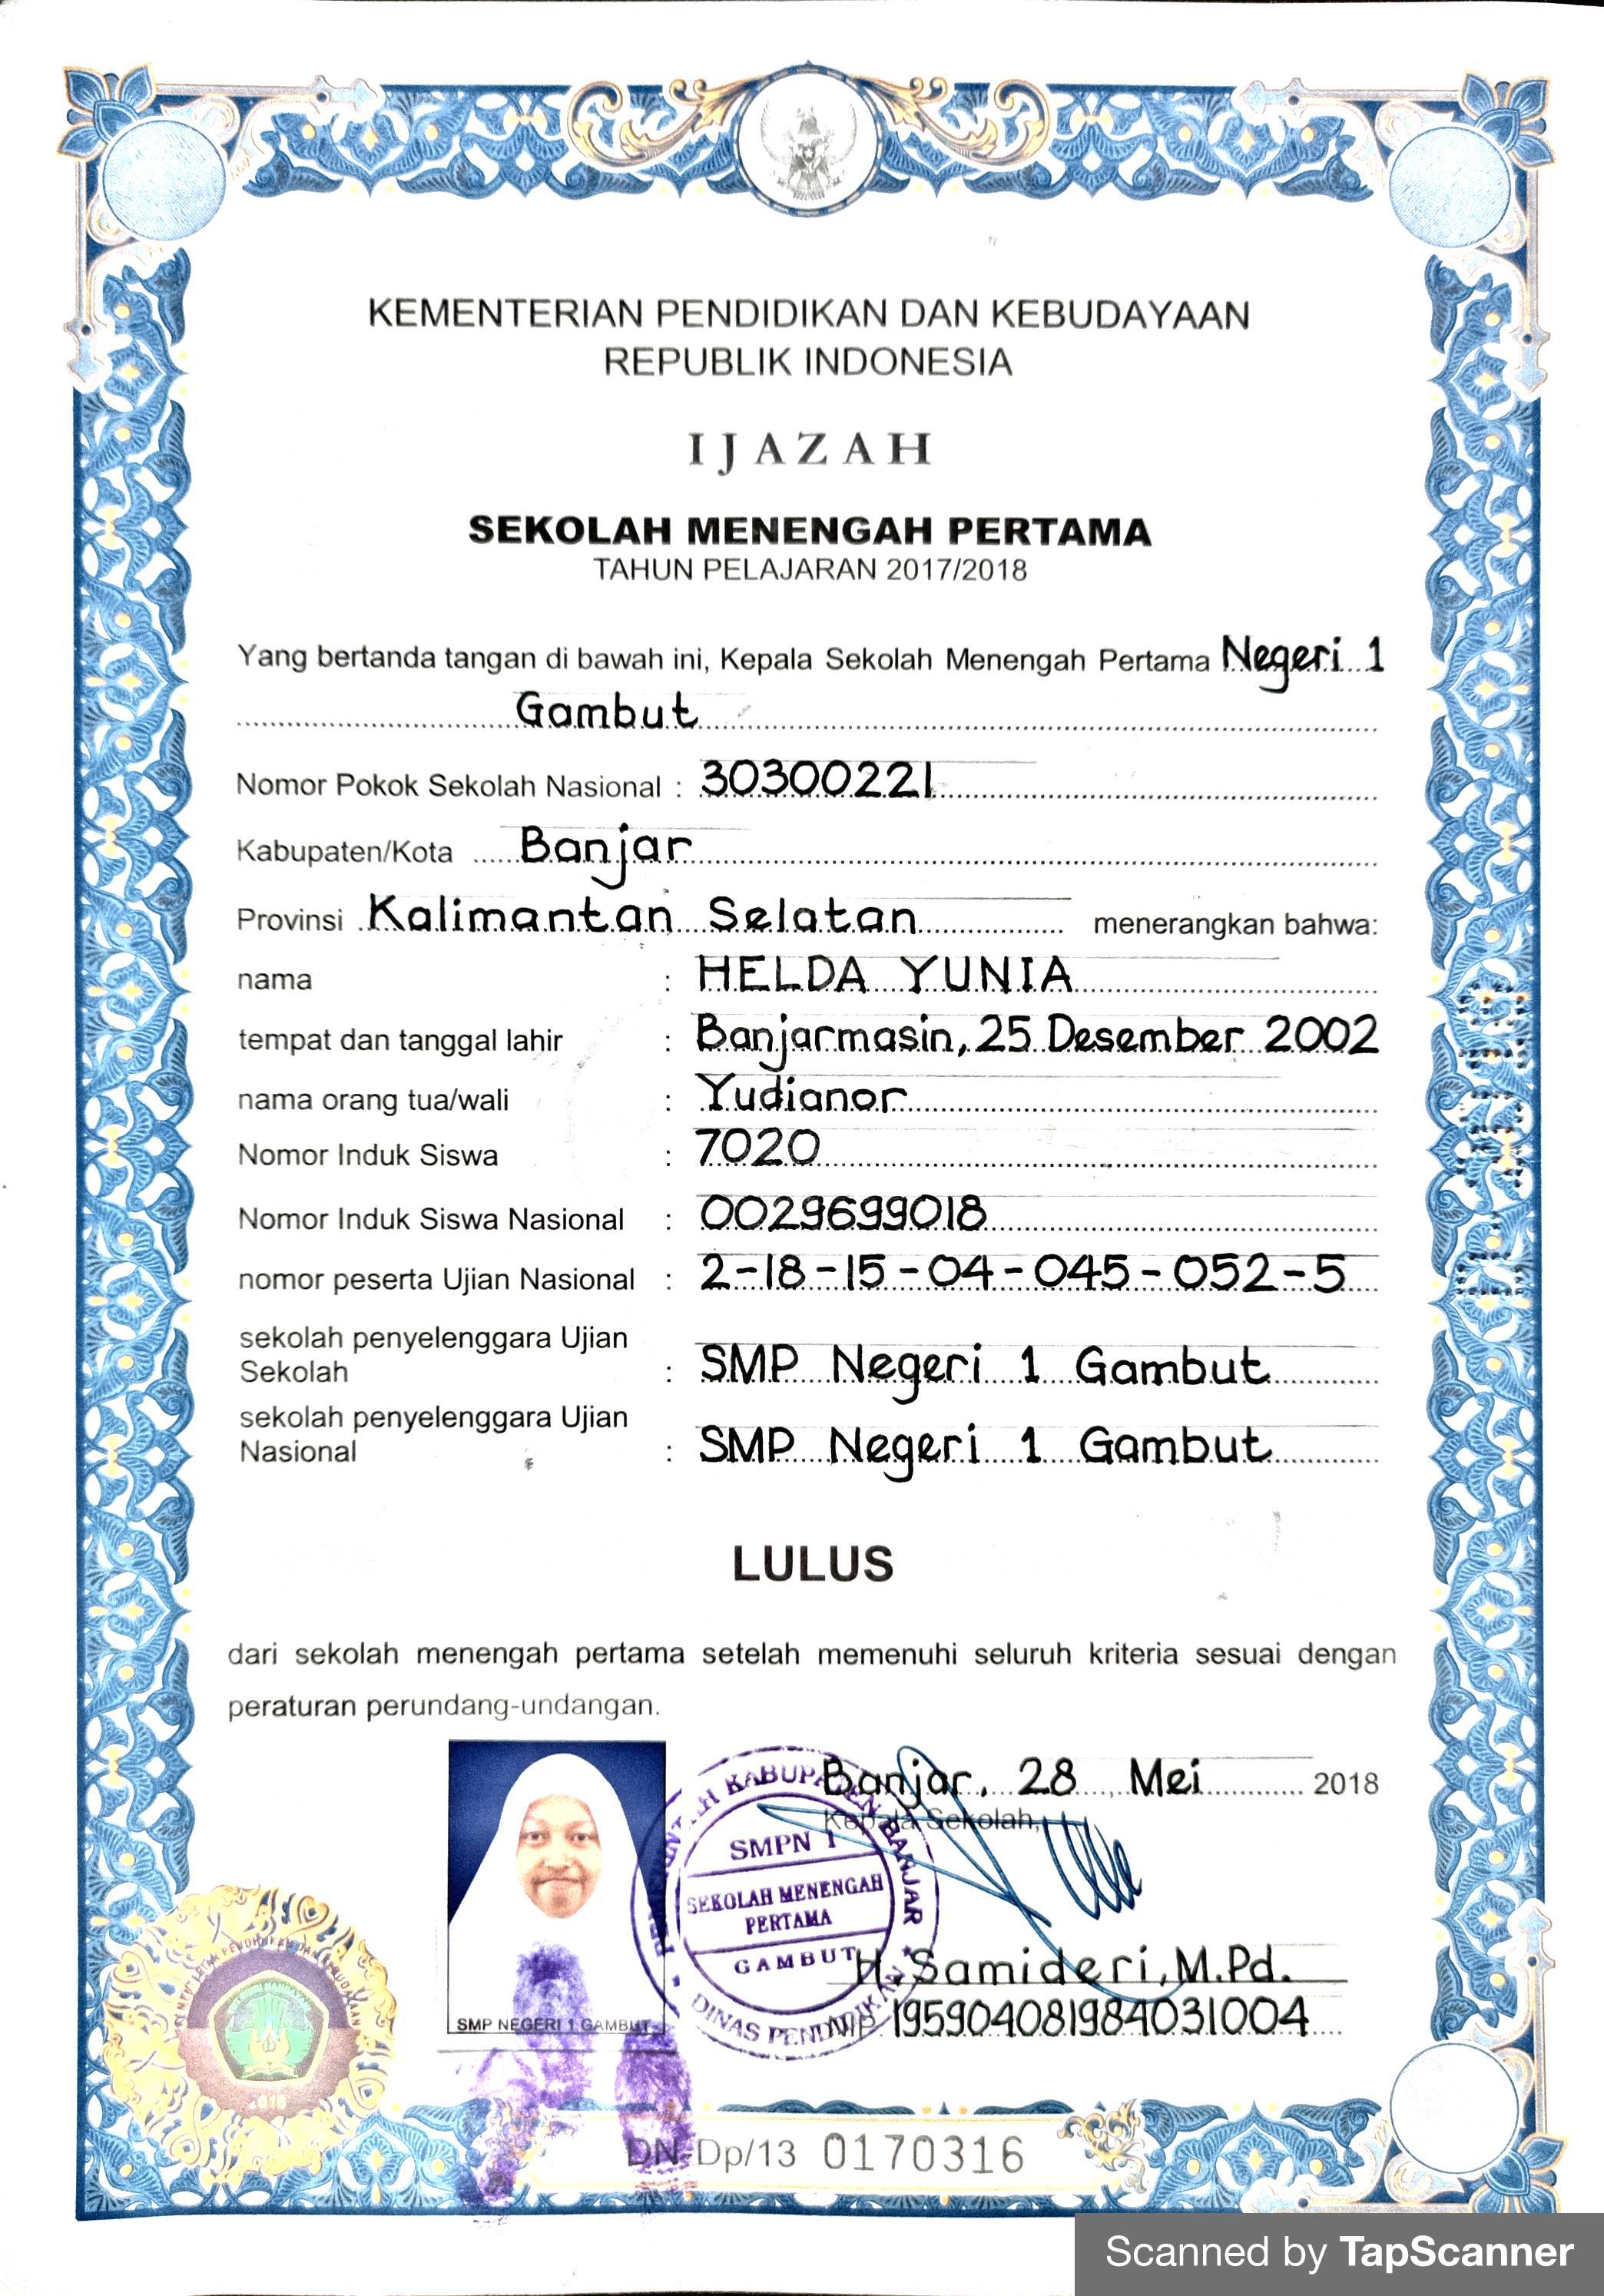 KEMENTERIAN PENDIDIKAN DAN KEBUDAYAAN
REPUBLIK INDONESIA
IJAZAH
SEKOLAH MENENGAH PERTAMA
TAHUN PELAJARAN 2017/2018
Yang bertanda tangan di bawah ini, Kepala Sekolah Menengah Pertama Negeri 1
Gambut
Nomor Pokok Sekolah Nasional : 30300221
Kabupaten/Kota Banjar
Provinsi Kalimantan Selatan menerangkan bahwa:
nama : HELDA YUNIA
tempat dan tanggal lahir : Banjarmasin, 25 Desember 2002
nama orang tua/wali : Yudianor
Nomor Induk Siswa : 7020
Nomor Induk Siswa Nasional : 0029699018
nomor peserta Ujian Nasional : 2-18-15-04-045-052-5
sekolah penyelenggara Ujian
Sekolah : SMP Negeri 1 Gambut
sekolah penyelenggara Ujian
Nasional : SMP Negeri 1 Gambut
LULUS
dari sekolah menengah pertama setelah memenuhi seluruh kriteria sesuai dengan
peraturan perundang-undangan.
Banjar, 28 Mei 2018
Kepala Sekolah,
KABUPATEN BANJAR
SMPN 1
SEKOLAH MENENGAH
PERTAMA
GAMBUT
DINAS PENDIDIKAN
H. Samideri, M.Pd.
NIP 195904081984031004
SMP NEGERI 1 GAMBUT
DN-Dp/13 0170316
Scanned by TapScanner